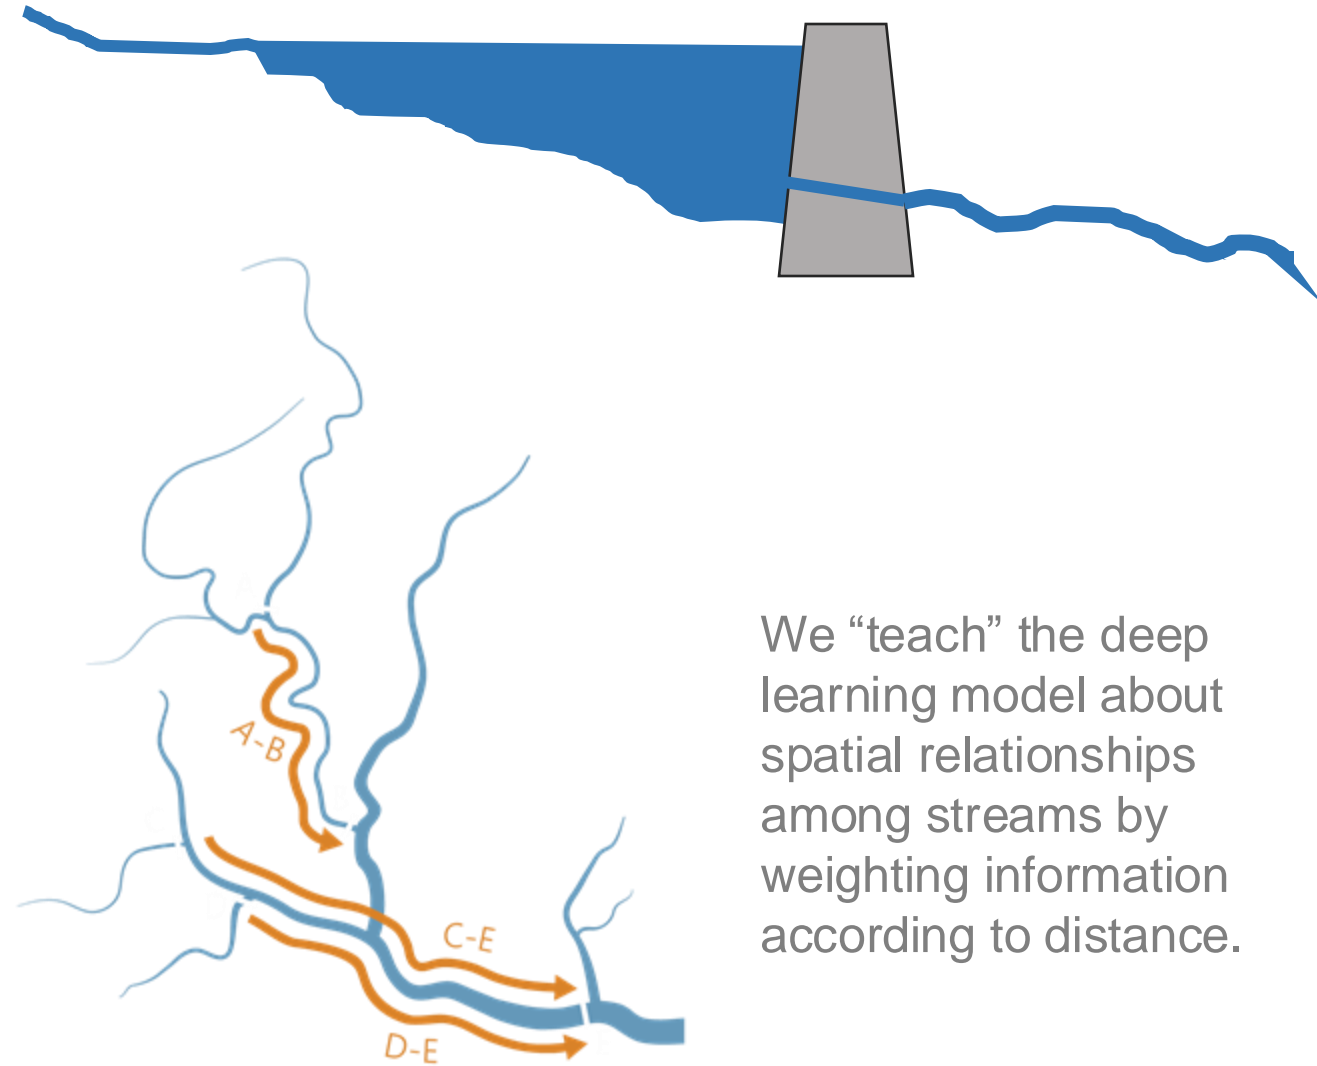 A-B
C-E
D-E
We “teach” the deep
learning model about
spatial relationships
among streams by
weighting information
according to distance.